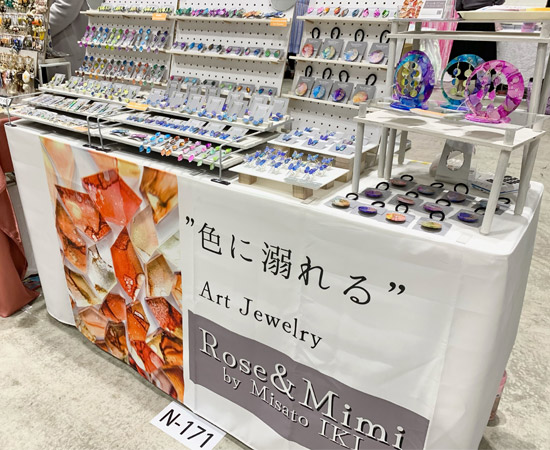 ”色に溺れる”
Art Jewelry
Rose&Mimi
by Misato IKI
N-171